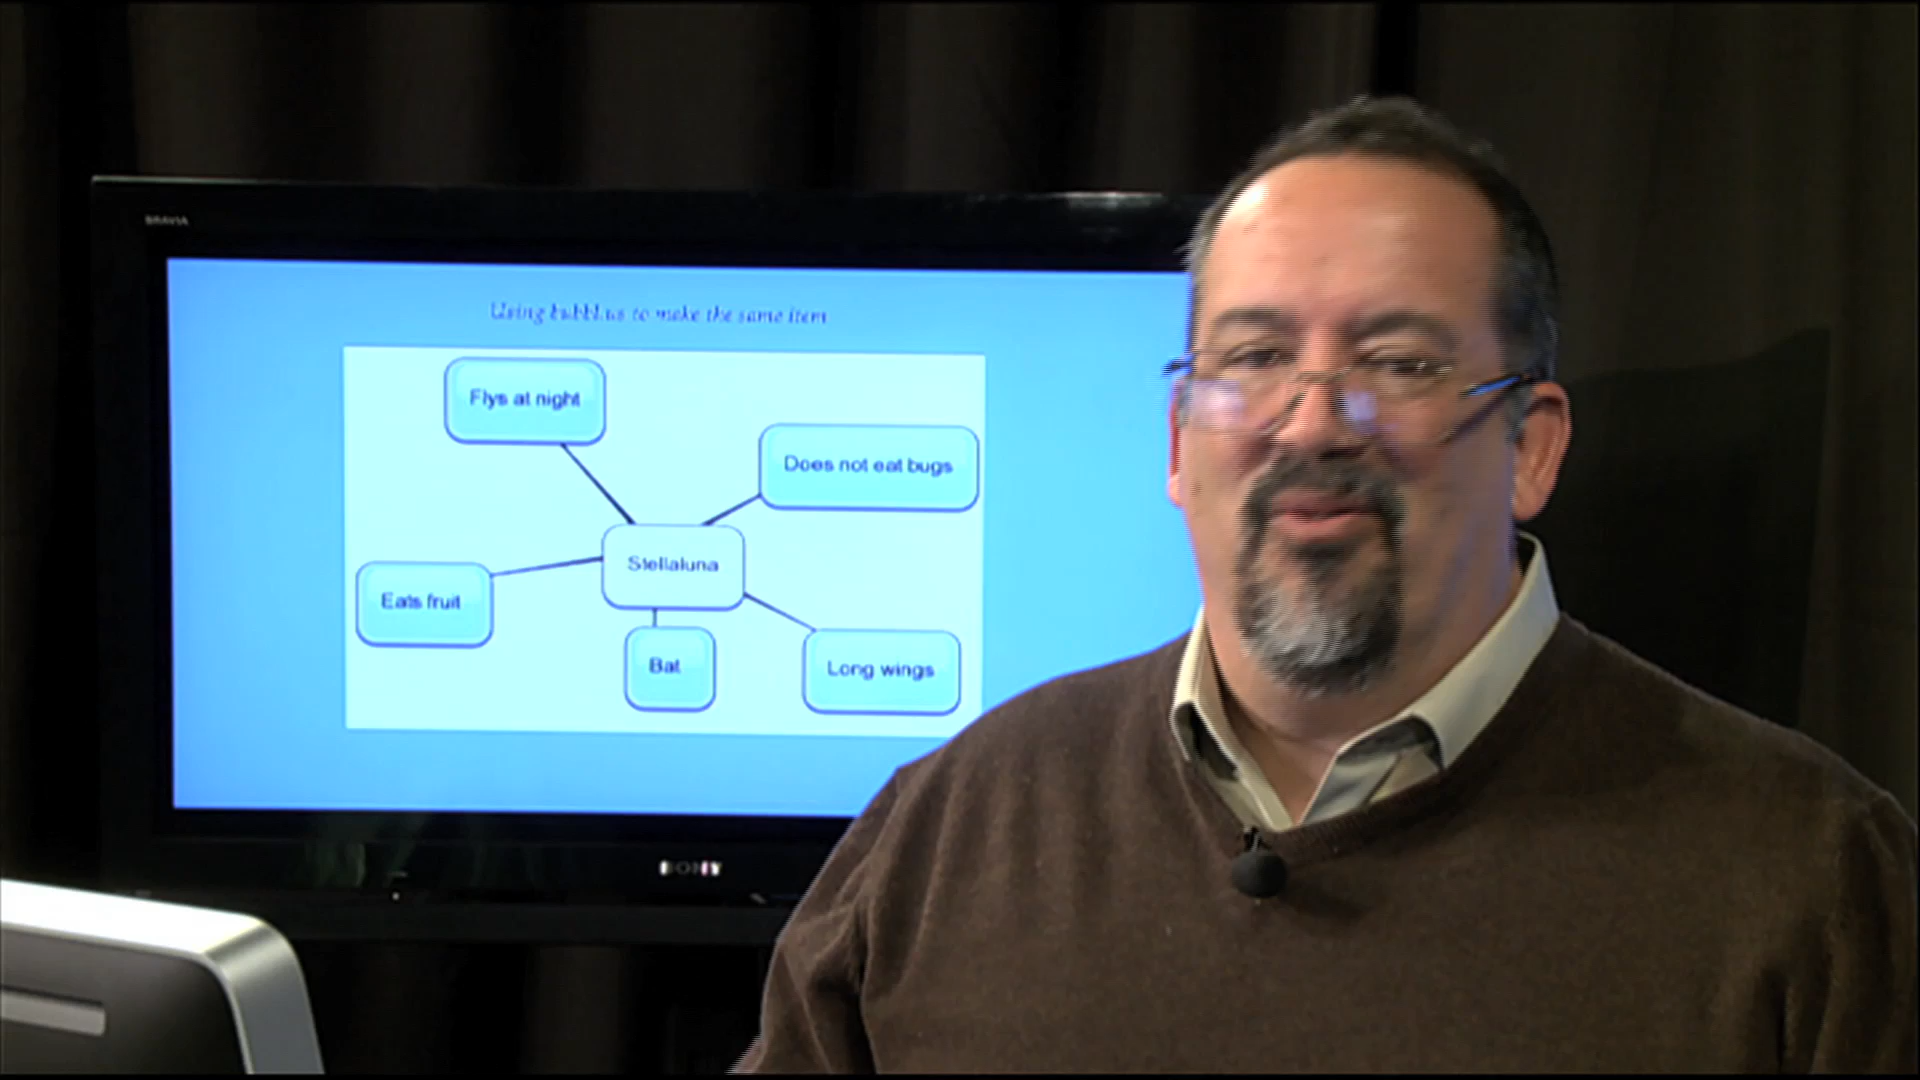 BRAVIA
Using bubbl.us to make the same item
Flys at night
Does not eat bugs
Stellaluna
Eats fruit
Bat
Long wings
SONY